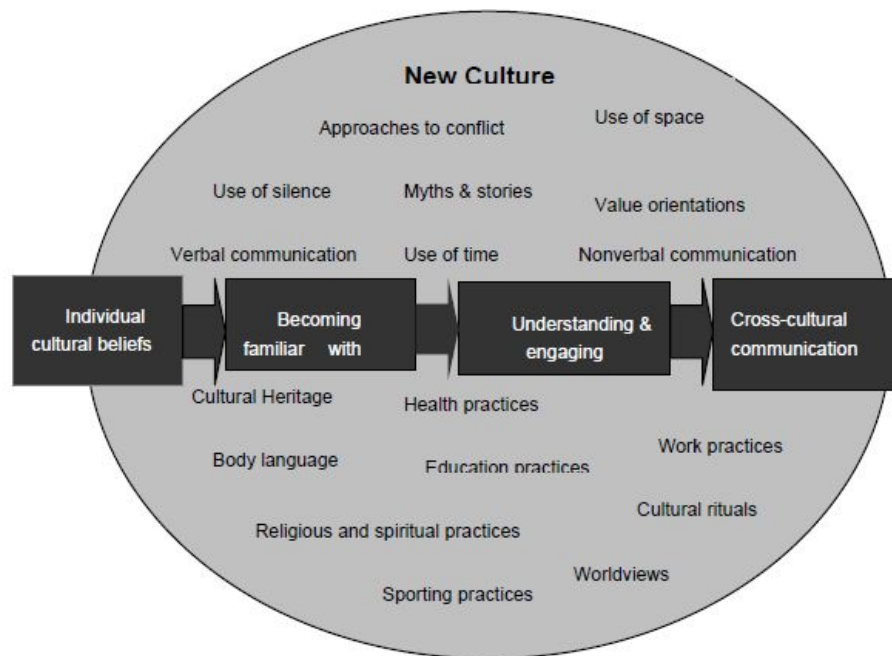 New Culture
Approaches to conflict
Use of space
Use of silence
Myths & stories
Value orientations
Verbal communication
Use of time
Nonverbal communication
Individual
cultural beliefs
Becoming
familiar with
Understanding &
engaging
Cross-cultural
communication
Cultural Heritage
Health practices
Body language
Education practices
Work practices
Religious and spiritual practices
Cultural rituals
Sporting practices
Worldviews